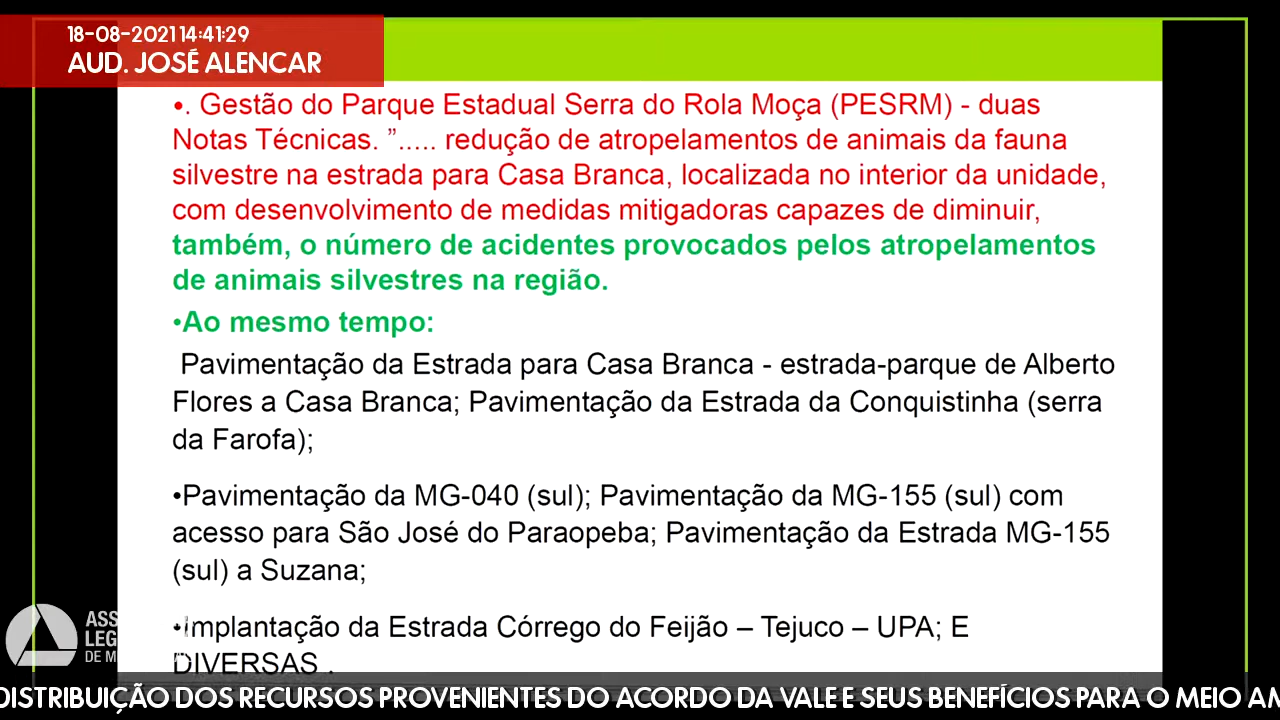 18-08-2021 14:41:29
AUD. JOSÉ ALENCAR
•. Gestão do Parque Estadual Serra do Rola Moça (PESRM) - duas
Notas Técnicas. ”..... redução de atropelamentos de animais da fauna
silvestre na estrada para Casa Branca, localizada no interior da unidade,
com desenvolvimento de medidas mitigadoras capazes de diminuir,
também, o número de acidentes provocados pelos atropelamentos
de animais silvestres na região.
•Ao mesmo tempo:
Pavimentação da Estrada para Casa Branca - estrada-parque de Alberto
Flores a Casa Branca; Pavimentação da Estrada da Conquistinha (serra
da Farofa);
•Pavimentação da MG-040 (sul); Pavimentação da MG-155 (sul) com
acesso para São José do Paraopeba; Pavimentação da Estrada MG-155
(sul) a Suzana;
•Implantação da Estrada Córrego do Feijão – Tejuco – UPA; E
DIVERSAS .
ASS
LEG
DE M
DISTRIBUIÇÃO DOS RECURSOS PROVENIENTES DO ACORDO DA VALE E SEUS BENEFÍCIOS PARA O MEIO AM